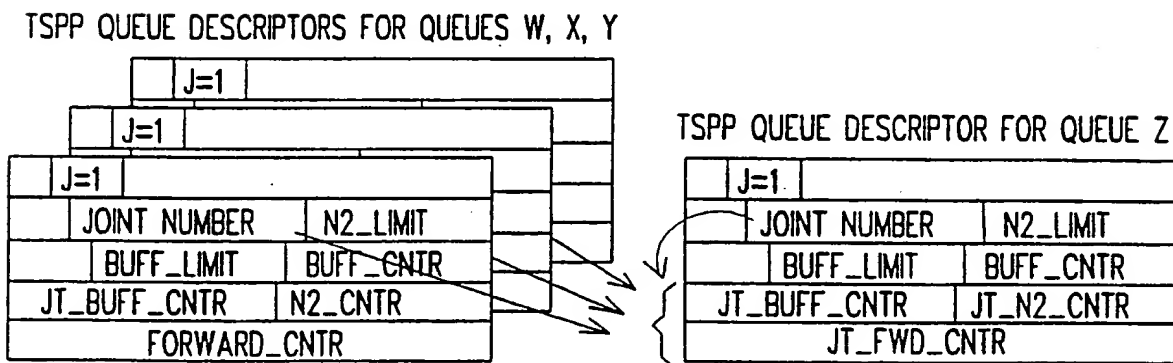 TSPP QUEUE DESCRIPTORS FOR QUEUES W, X, Y
J=1
J=1
J=1
JOINT NUMBER N2_LIMIT
BUFF_LIMIT BUFF_CNTR
JT_BUFF_CNTR N2_CNTR
FORWARD_CNTR
TSPP QUEUE DESCRIPTOR FOR QUEUE Z
J=1
JOINT NUMBER N2_LIMIT
BUFF_LIMIT BUFF_CNTR
JT_BUFF_CNTR JT_N2_CNTR
JT_FWD_CNTR